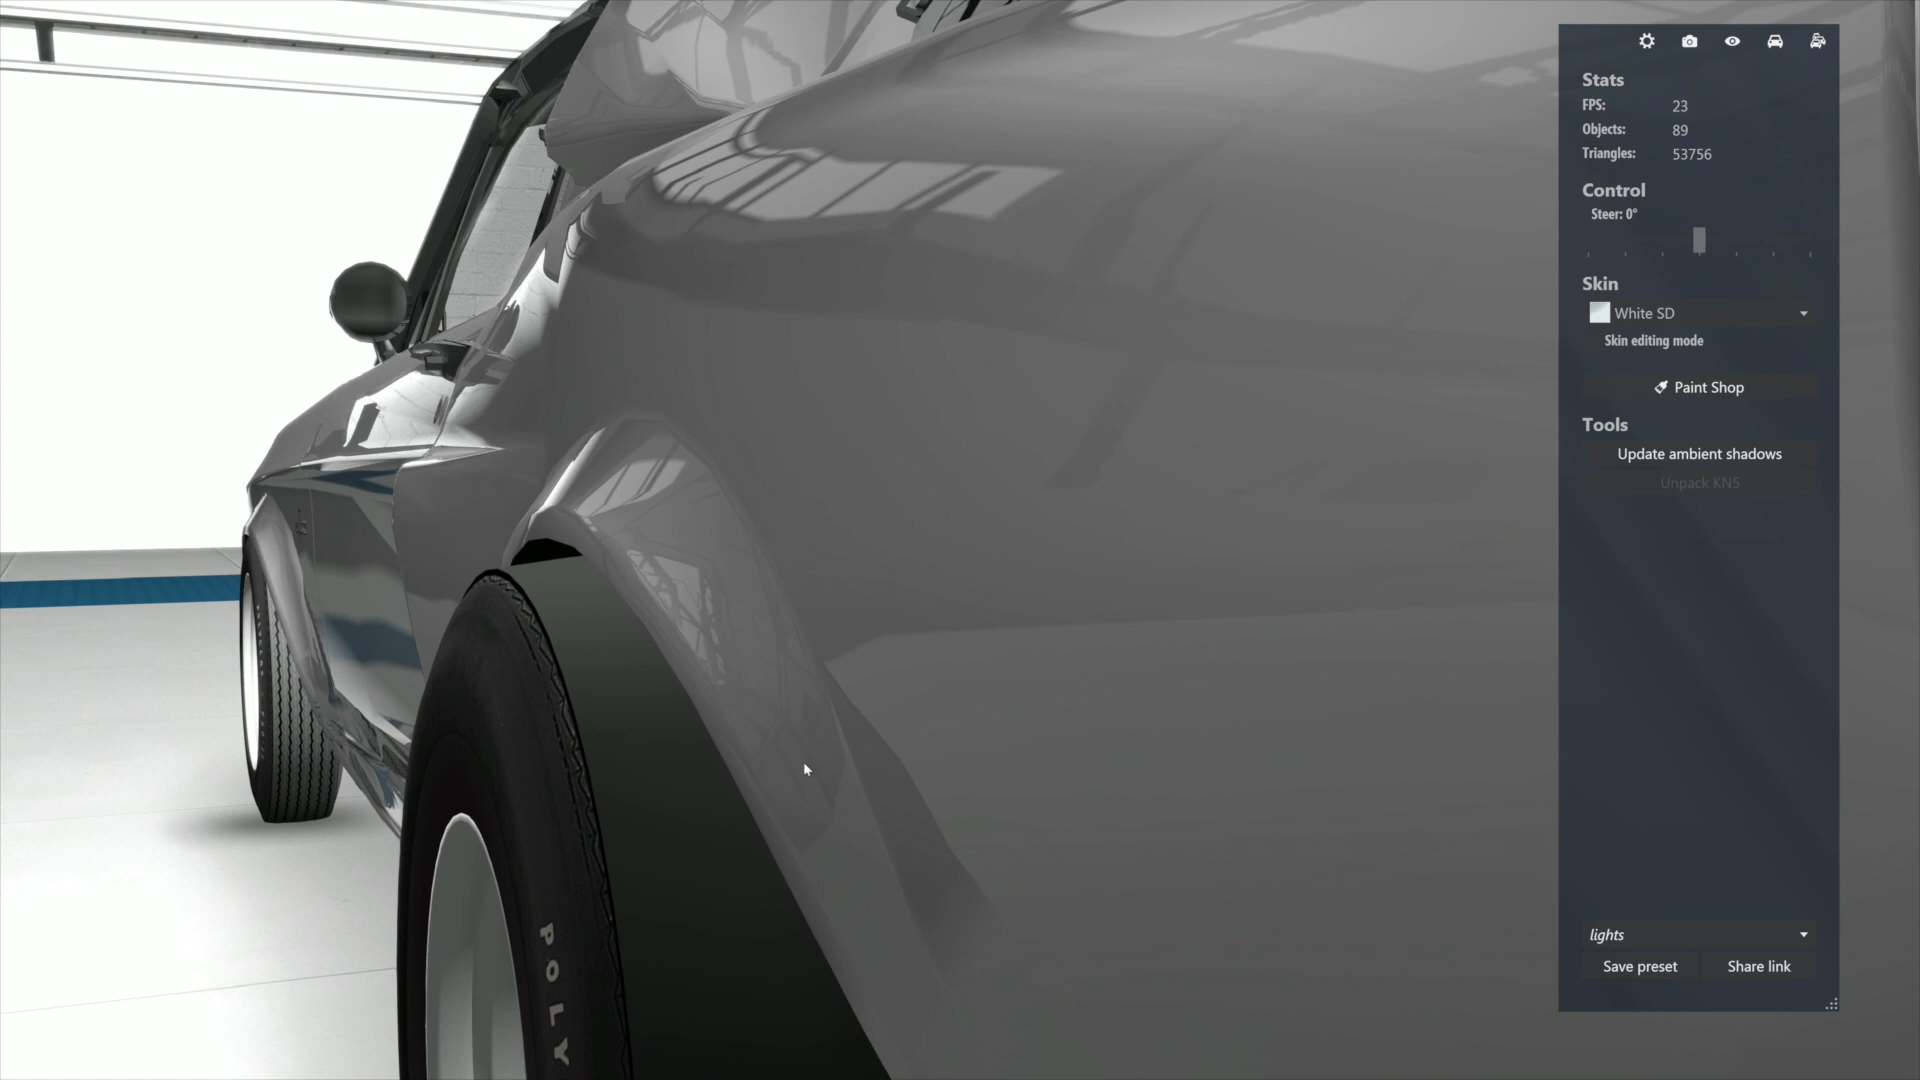 Stats
FPS: 23
Objects: 89
Triangles: 53756
Control
Steer: 0°
Skin
White SD
Skin editing mode
Paint Shop
Tools
Update ambient shadows
Unpack KN5
lights
Save preset Share link
POLY